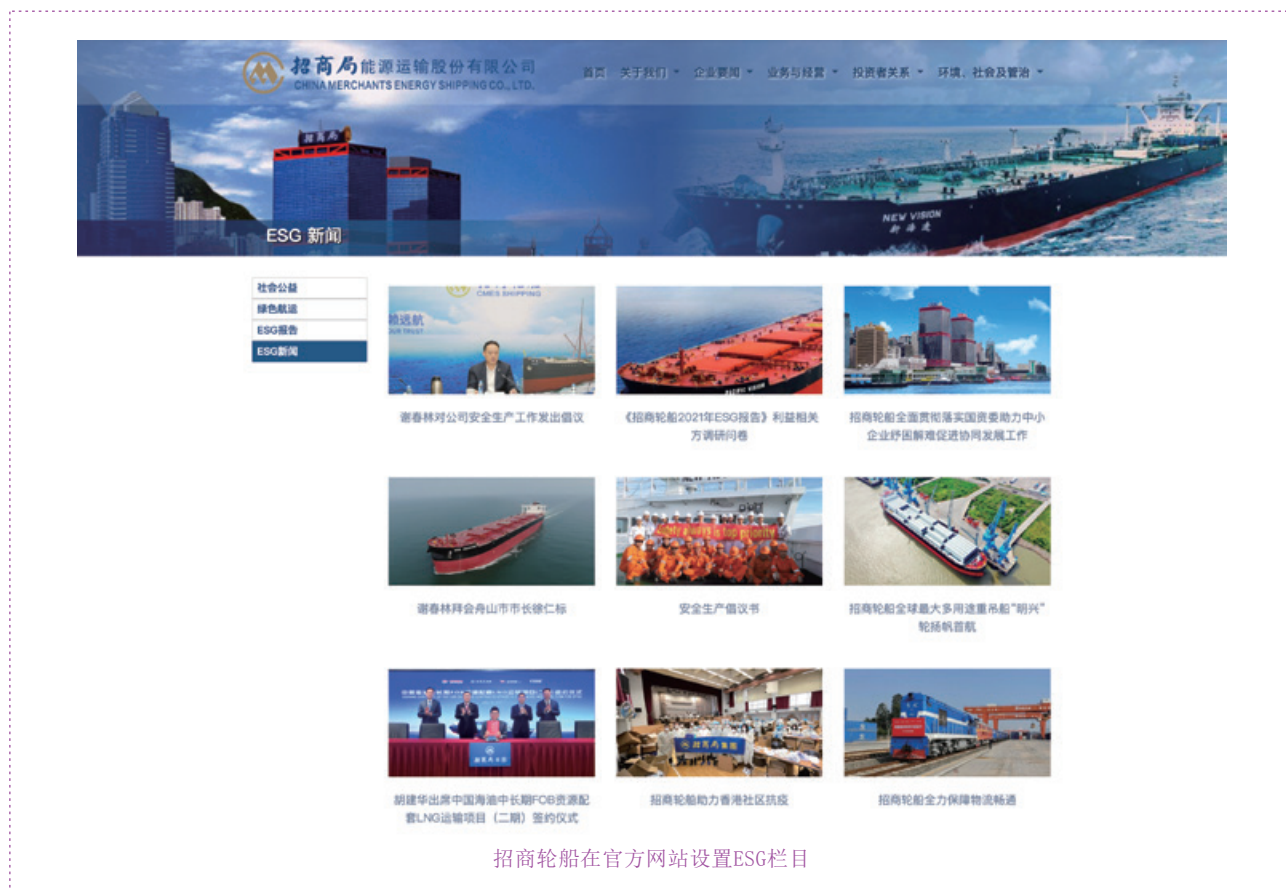 招商局能源运输股份有限公司
CHINA MERCHANTS ENERGY SHIPPING CO., LTD.
首页 关于我们 企业要闻 业务与经营 投资者关系 环境、社会及管治
招商局
NEW VISION
ESG 新闻
社会公益
绿色航运
ESG报告
ESG新闻
CMES SHIPPING
PACIFIC VISION
谢春林对公司安全生产工作发出倡议
《招商轮船2021年ESG报告》利益相关
方调研问卷
招商轮船全面贯彻落实国资委助力中小
企业纾困解难促进协同发展工作
谢春林拜会舟山市市长徐仁标
安全生产倡议书
招商轮船全球最大多用途重吊船"明兴"
轮扬帆首航
招商局集团
胡建华出席中国海油中长期FOB资源配
套LNG运输项目（二期）签约仪式
招商轮船助力香港社区抗疫
招商轮船全力保障物流畅通
招商轮船在官方网站设置ESG栏目